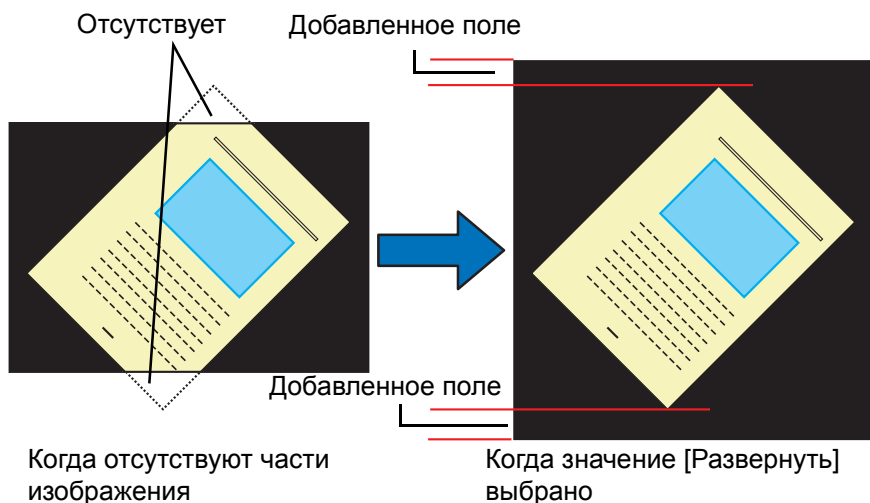 Отсутствует
Добавленное поле
Добавленное поле
Когда отсутствуют части
изображения
Когда значение [Развернуть]
выбрано